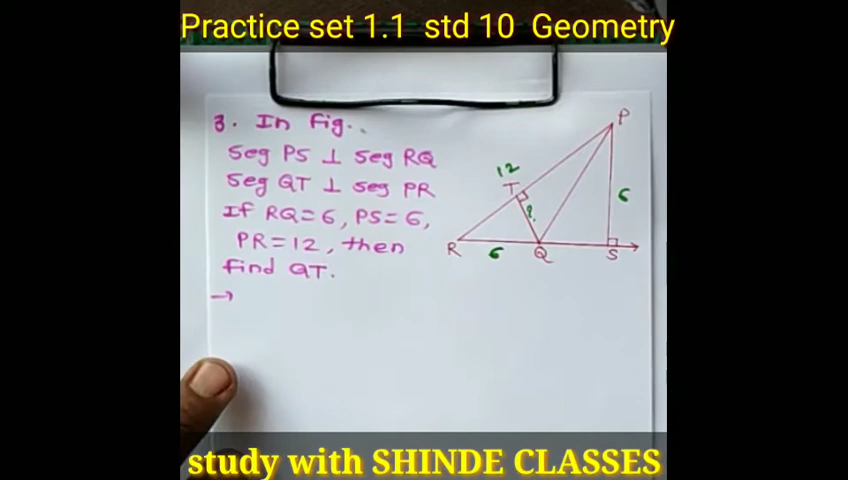 Practice set 1.1 std 10 Geometry
3. In fig..
seg PS ⊥ seg RQ
seg QT ⊥ seg PR
If RQ=6, PS=6,
PR=12, then
find QT.
→
P
12
T
6
?
R
6
Q
S
study with SHINDE CLASSES